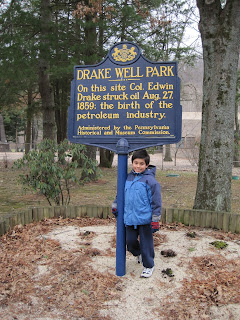 DRAKE WELL PARK
On this site Col. Edwin
Drake struck oil Aug. 27,
1859: the birth of the
petroleum industry.
Administered by the Pennsylvania
Historical and Museum Commission.